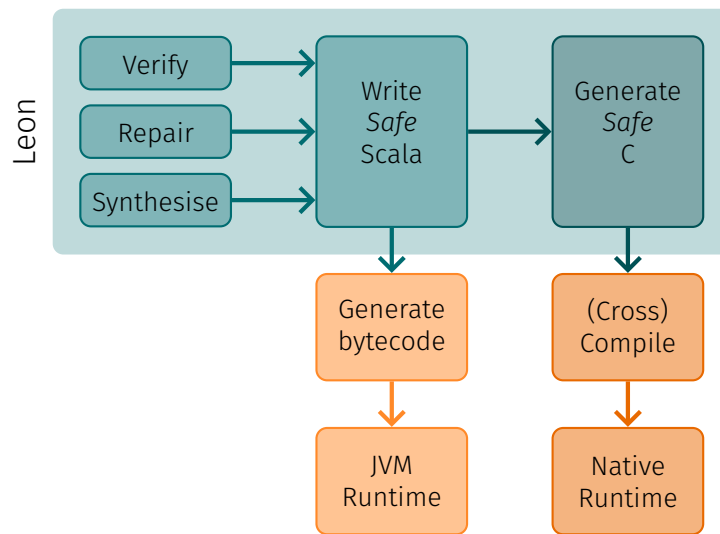 Leon
Verify
Repair
Synthesise
Write
Safe
Scala
Generate
Safe
C
Generate
bytecode
(Cross)
Compile
JVM
Runtime
Native
Runtime